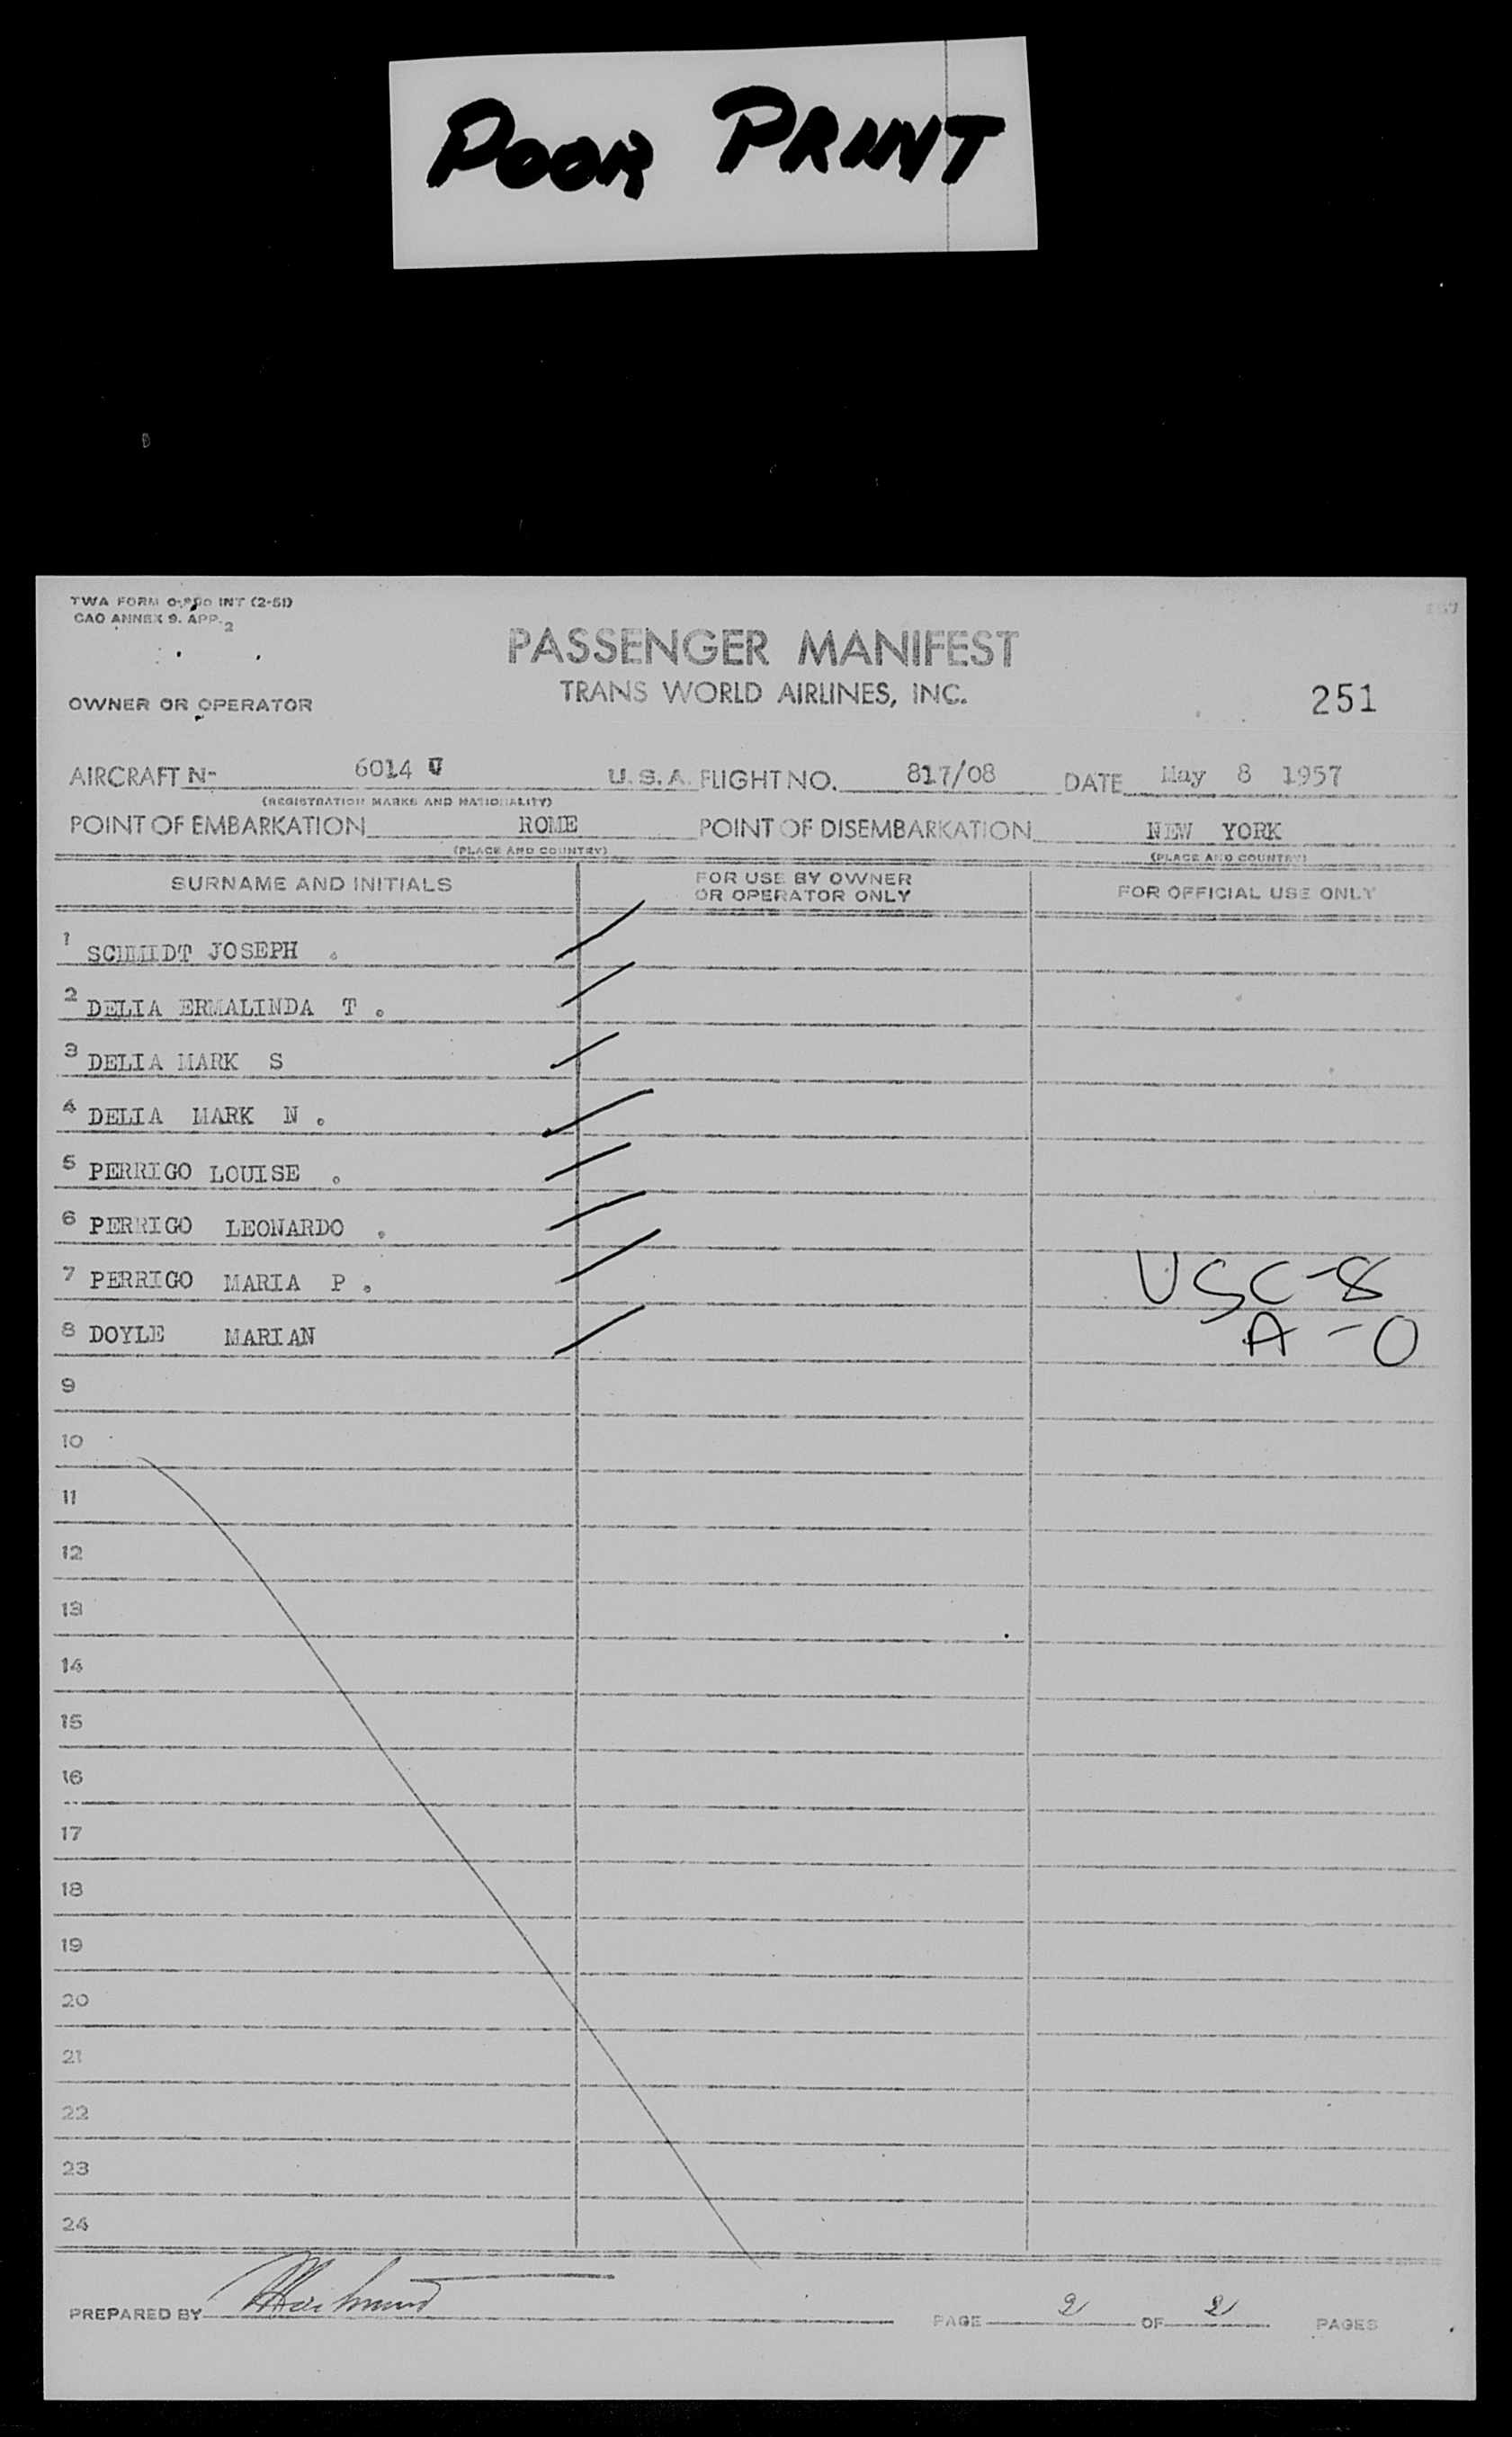 POOR PRINT
TWA FORM INT (2-51)
CAO ANNEX 9. APP. 2
PASSENGER MANIFEST
TRANS WORLD AIRLINES, INC.
OWNER OR OPERATOR
251
AIRCRAFT N- 6014 U.S.A. FLIGHT NO. 817/08 DATE May 8 1957
(REGISTRATION MARKS AND NATIONALITY)
POINT OF EMBARKATION ROME POINT OF DISEMBARKATION NEW YORK
(PLACE AND COUNTRY) (PLACE AND COUNTRY)
SURNAME AND INITIALS
FOR USE BY OWNER
OR OPERATOR ONLY
FOR OFFICIAL USE ONLY
1 SCHMIDT JOSEPH .
2 DELIA ERMALINDA T .
3 DELIA MARK S
4 DELIA MARK N .
5 PERRIGO LOUISE .
6 PERRIGO LEONARDO .
7 PERRIGO MARIA P . USC-8
8 DOYLE MARIAN A-0
9
10
11
12
13
14
15
16
17
18
19
20
21
22
23
24
PREPARED BY PAGE 2 OF 2 PAGES